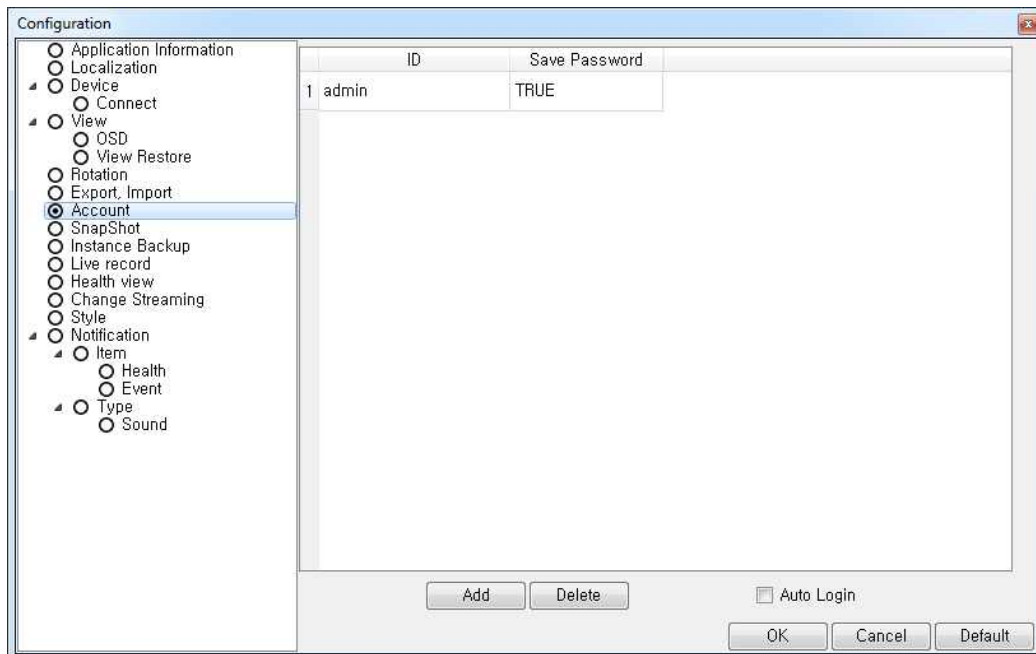 Configuration
Application Information
Localization
Device
Connect
View
OSD
View Restore
Rotation
Export, Import
Account
SnapShot
Instance Backup
Live record
Health view
Change Streaming
Style
Notification
Item
Health
Event
Type
Sound
ID Save Password
1 admin TRUE
Add Delete Auto Login
OK Cancel Default